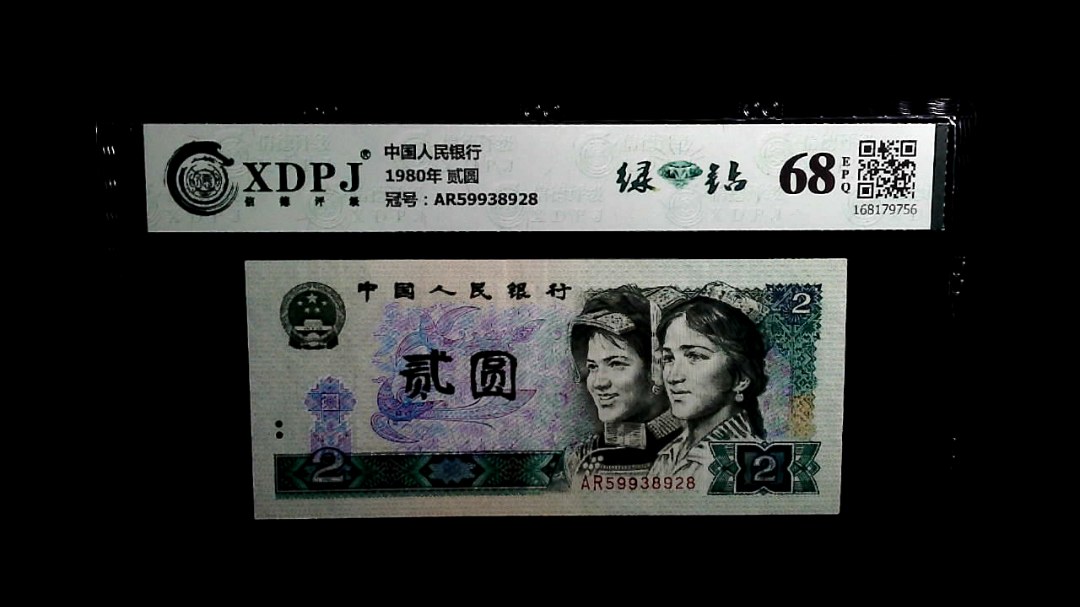 XDPJ®
信德评级
中国人民银行
1980年 贰圆
冠号：AR59938928
绿钻
68
EPQ
168179756
中国人民银行
2
贰圆
2
AR59938928
2